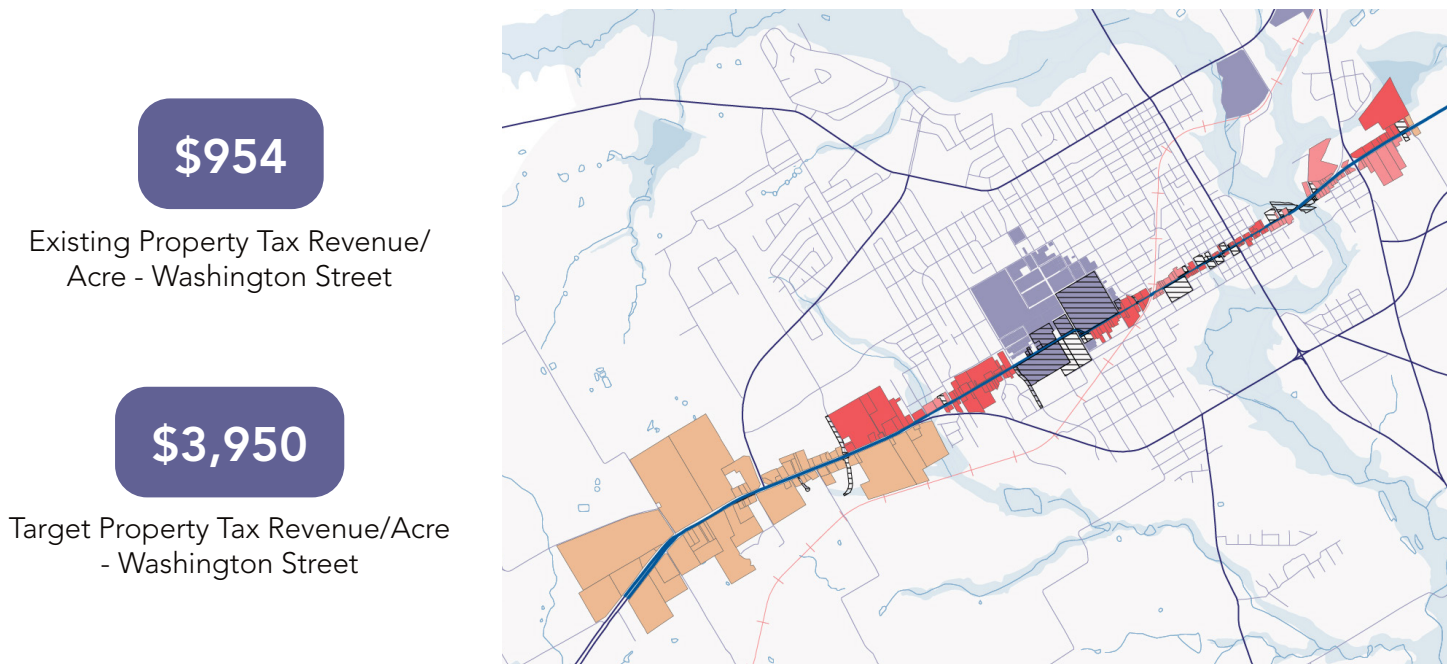 $954
Existing Property Tax Revenue/
Acre - Washington Street
$3,950
Target Property Tax Revenue/Acre
- Washington Street